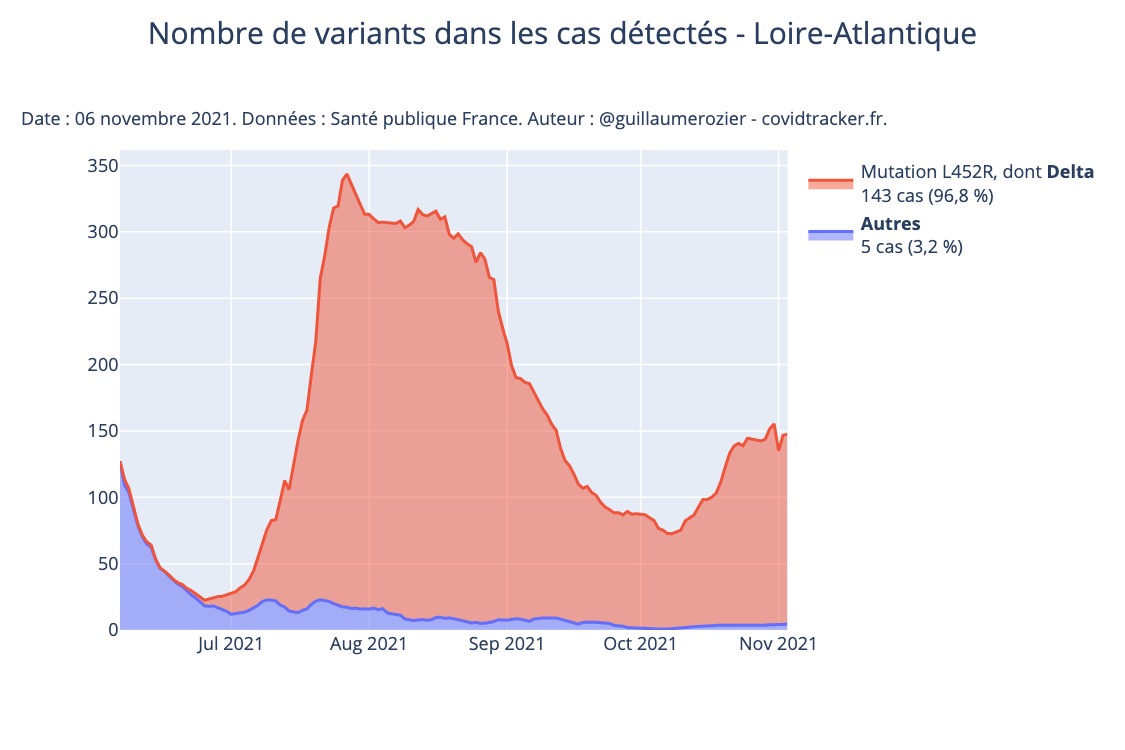 Nombre de variants dans les cas détectés - Loire-Atlantique
Date : 06 novembre 2021. Données : Santé publique France. Auteur : @guillaumerozier - covidtracker.fr.
Mutation L452R, dont Delta
143 cas (96,8 %)
Autres
5 cas (3,2 %)
350
300
250
200
150
100
50
0
Jul 2021
Aug 2021
Sep 2021
Oct 2021
Nov 2021